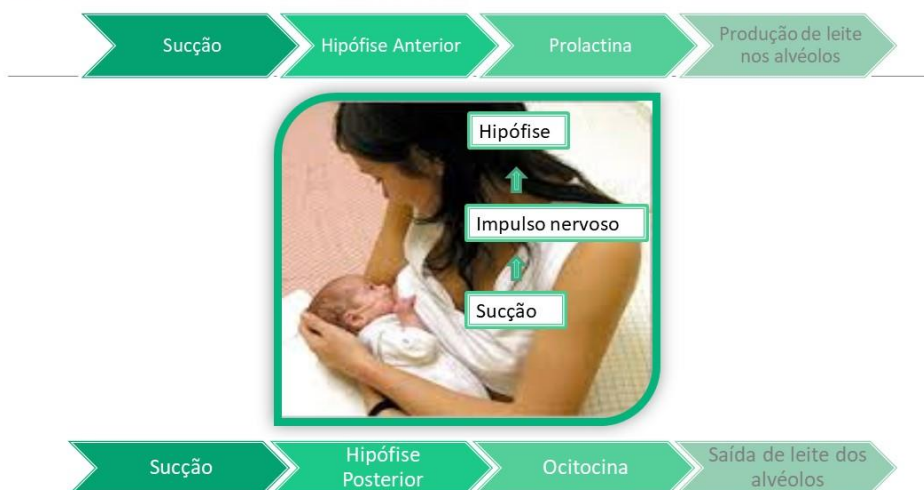 Sucção
Hipófise Anterior
Prolactina
Produção de leite
nos alvéolos
Hipófise
Impulso nervoso
Sucção
Sucção
Hipófise
Posterior
Ocitocina
Saída de leite dos
alvéolos